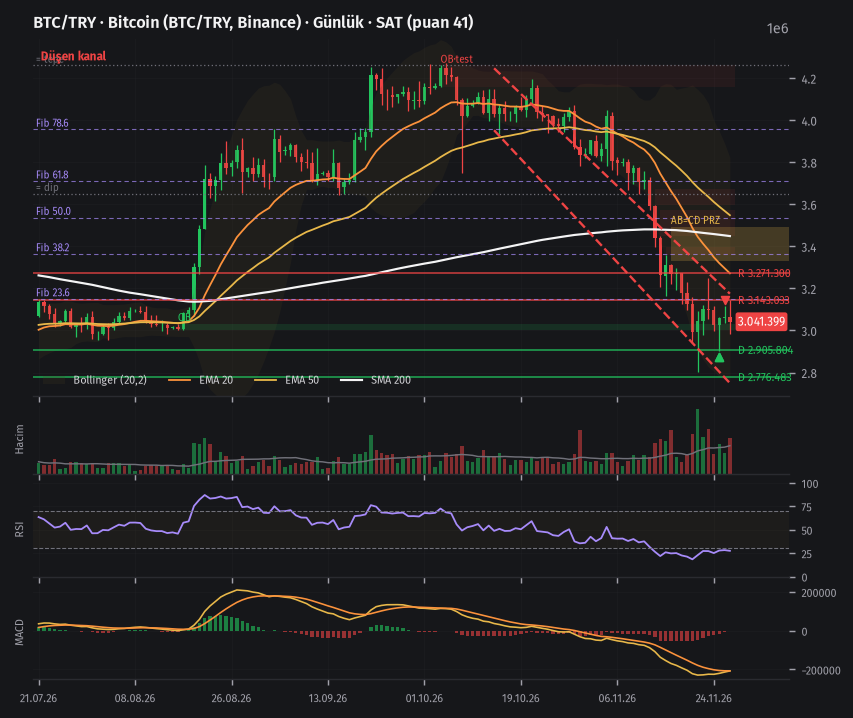 BTC/TRY · Bitcoin (BTC/TRY, Binance) · Günlük · SAT (puan 41)
1e6
Düşen kanal
OB test
4.2
Fib 78.6
4.0
3.8
Fib 61.8
= dip
3.6
Fib 50.0
AB=CD PRZ
3.4
Fib 38.2
R 3.271.300
3.2
Fib 23.6
R 3.143.033
OB
3.041.399
3.0
D 2.905.804
2.8
D 2.776.483
Bollinger (20,2)
EMA 20
EMA 50
SMA 200
Hacim
100
75
RSI
50
25
0
200000
MACD
0
−200000
21.07.26
08.08.26
26.08.26
13.09.26
01.10.26
19.10.26
06.11.26
24.11.26